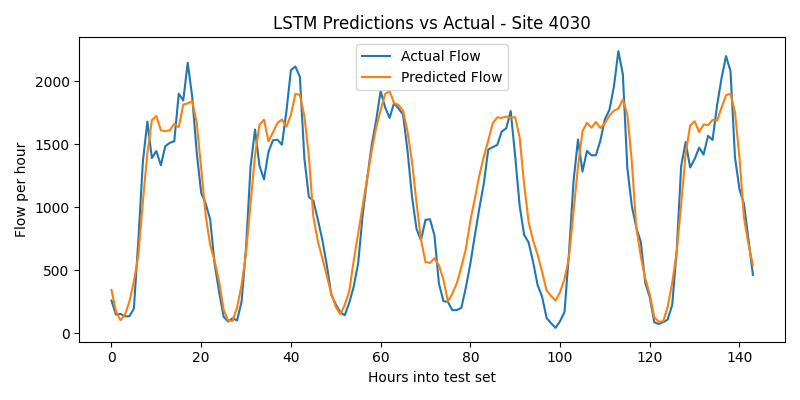 LSTM Predictions vs Actual - Site 4030
Actual Flow
Predicted Flow
Flow per hour
2000
1500
1000
500
0
0 20 40 60 80 100 120 140
Hours into test set